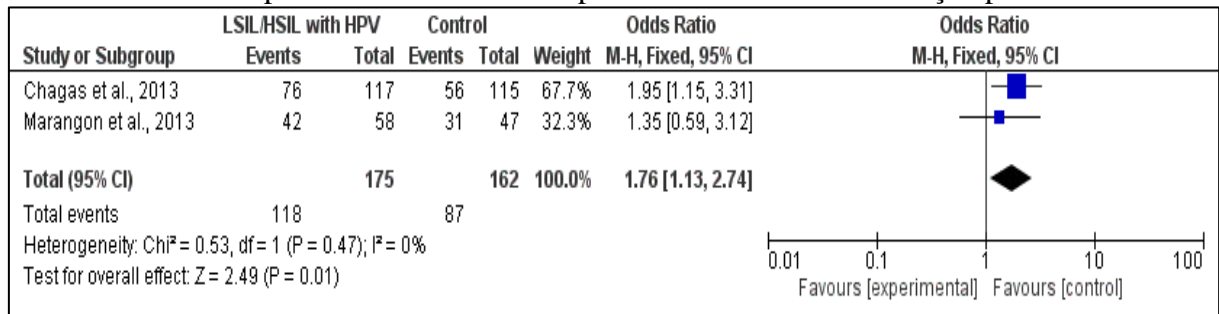 LSIL/HSIL with HPV Control Odds Ratio Odds Ratio
Study or Subgroup Events Total Events Total Weight M-H, Fixed, 95% CI M-H, Fixed, 95% CI
Chagas et al., 2013 76 117 56 115 67.7% 1.95 [1.15, 3.31]
Marangon et al., 2013 42 58 31 47 32.3% 1.35 [0.59, 3.12]
Total (95% CI) 175 162 100.0% 1.76 [1.13, 2.74]
Total events 118 87
Heterogeneity: Chi² = 0.53, df = 1 (P = 0.47); I² = 0%
Test for overall effect: Z = 2.49 (P = 0.01)
0.01 0.1 1 10 100
Favours [experimental] Favours [control]